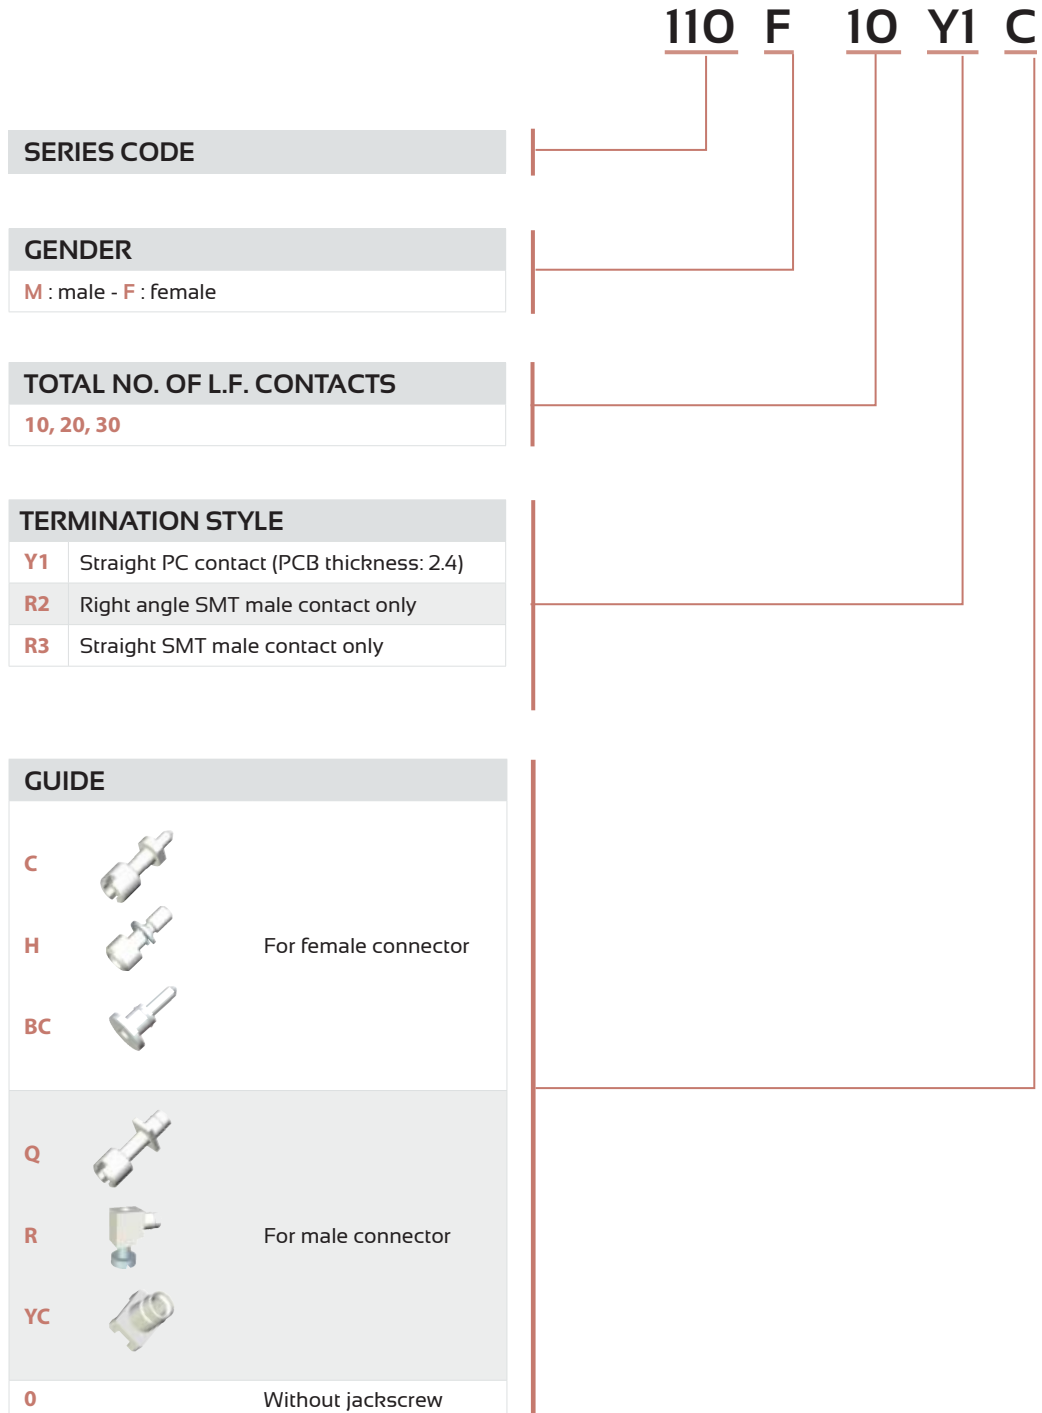 110 F 10 Y1 C
SERIES CODE
GENDER
M : male - F : female
TOTAL NO. OF L.F. CONTACTS
10, 20, 30
TERMINATION STYLE
Y1 Straight PC contact (PCB thickness: 2.4)
R2 Right angle SMT male contact only
R3 Straight SMT male contact only
GUIDE
C
H For female connector
BC
Q
R For male connector
YC
0 Without jackscrew